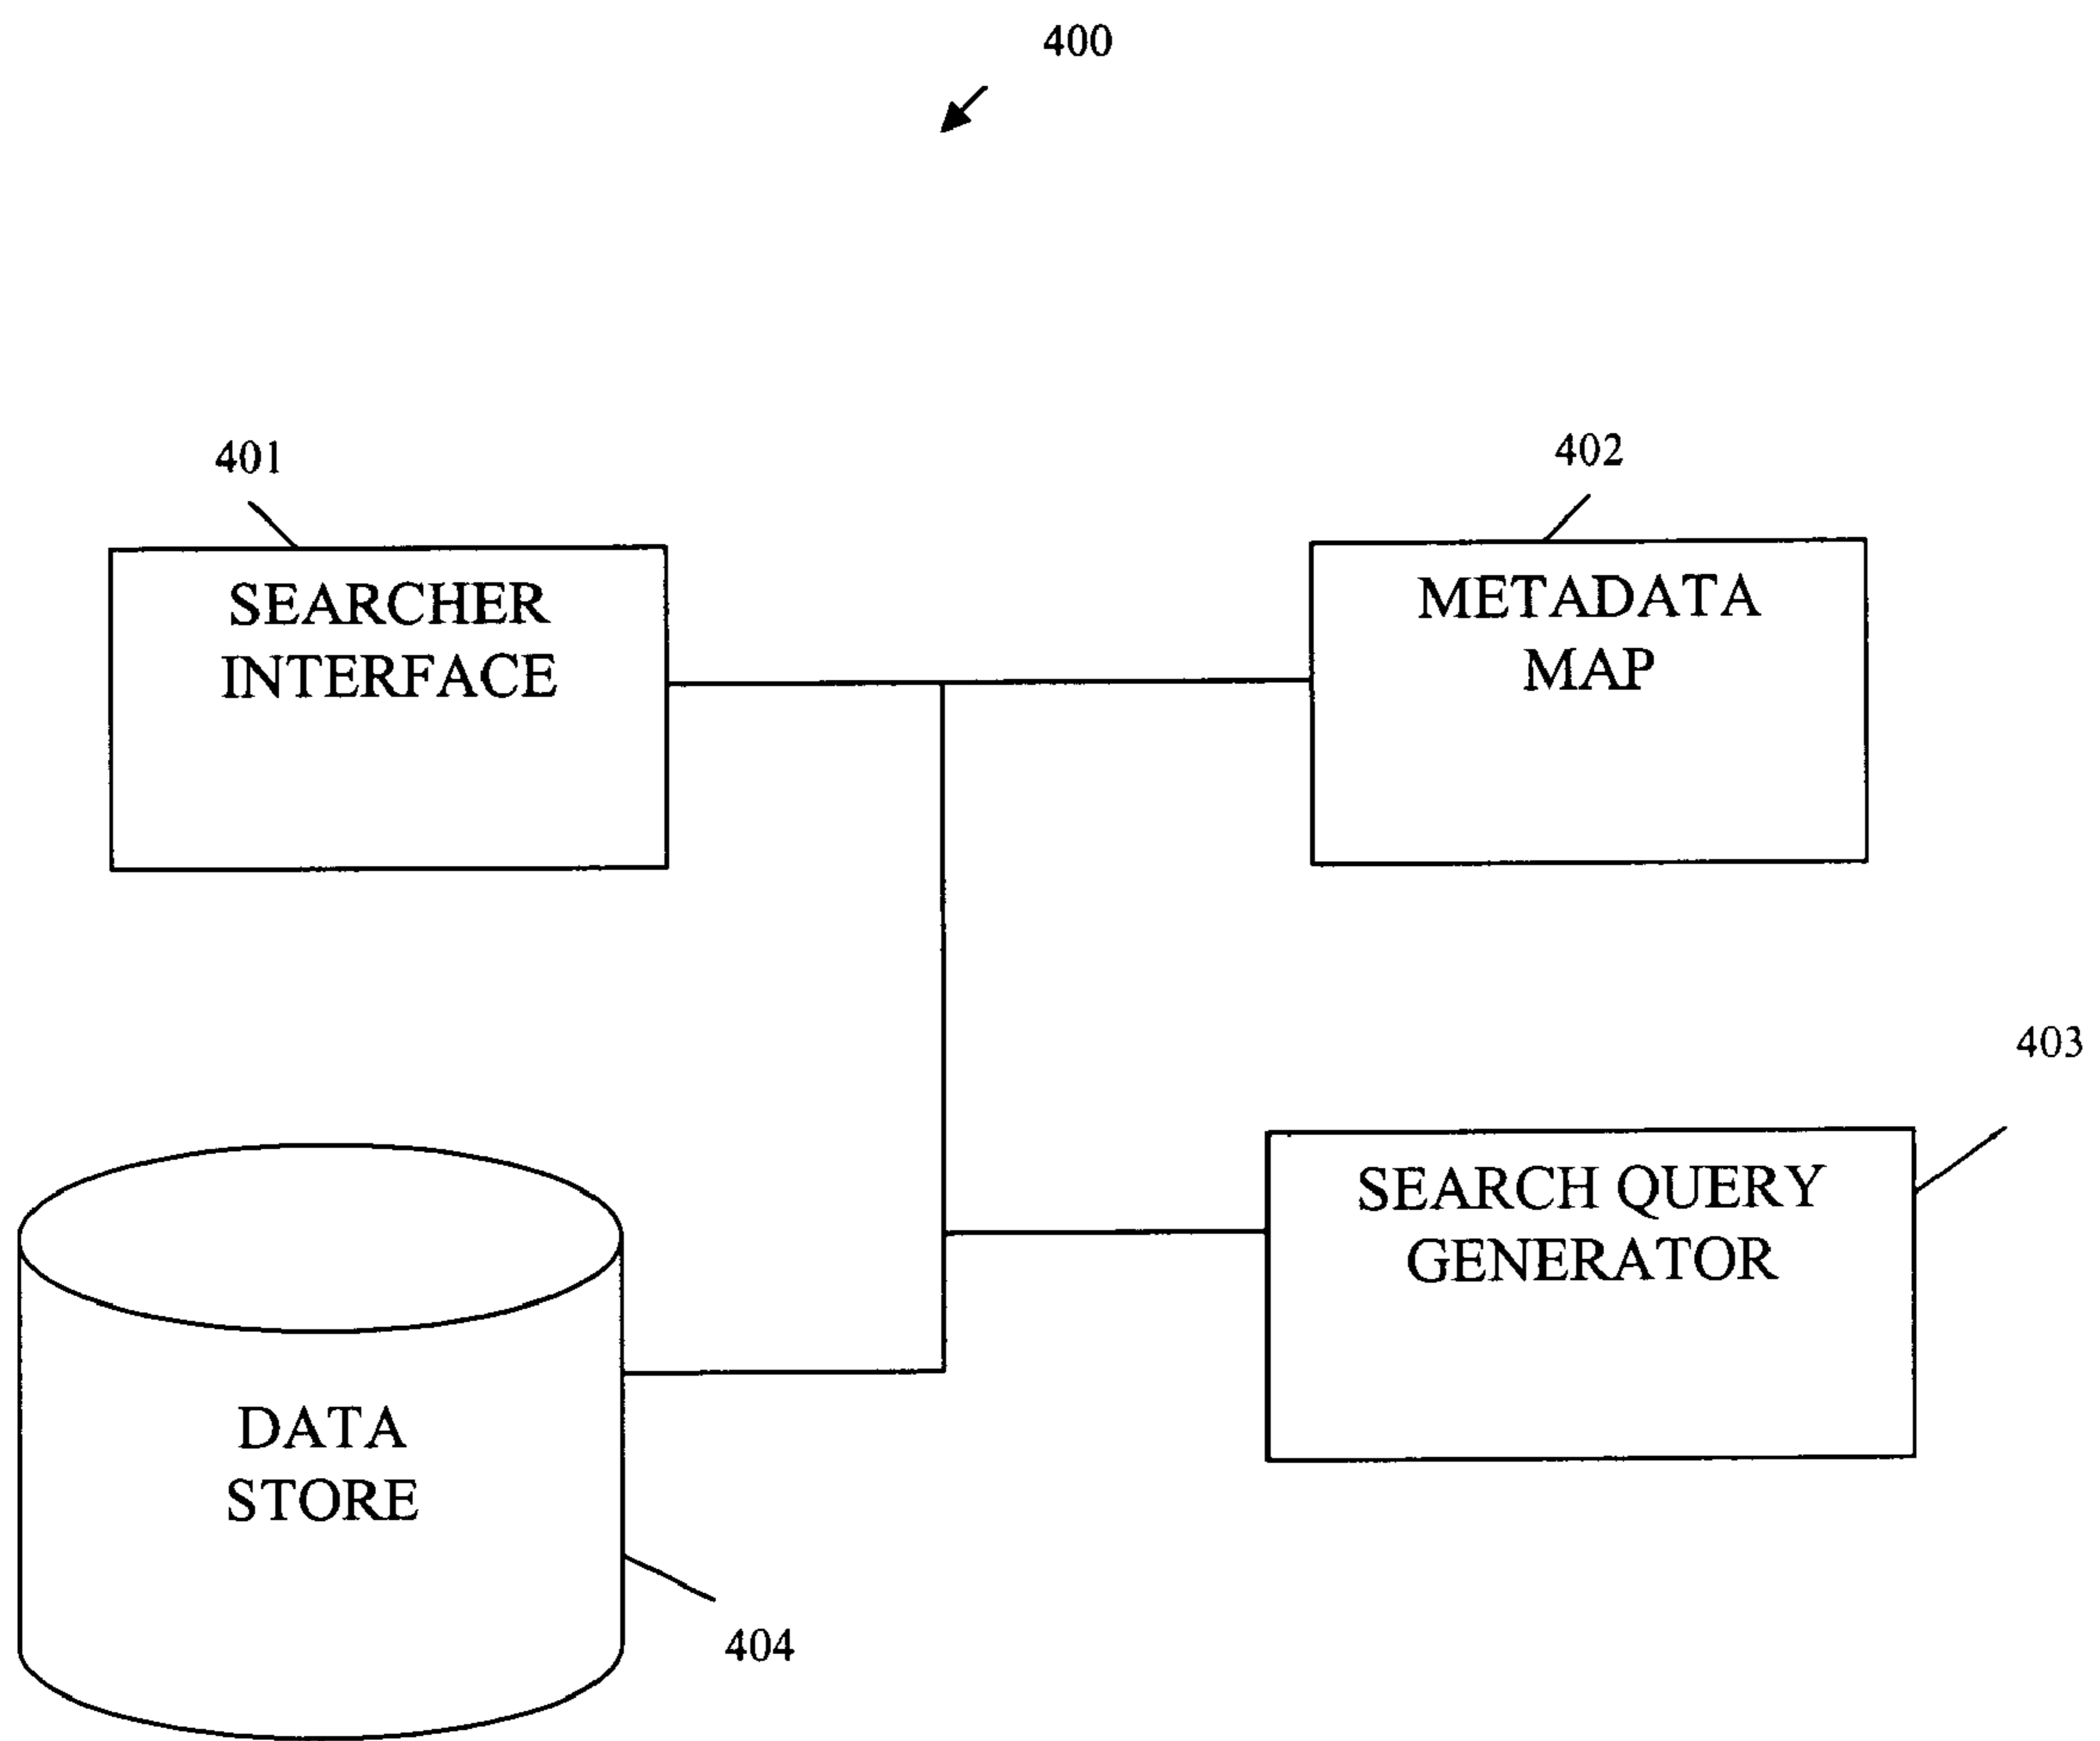 400
401
402
SEARCHER
INTERFACE
METADATA
MAP
403
SEARCH QUERY
GENERATOR
DATA
STORE
404